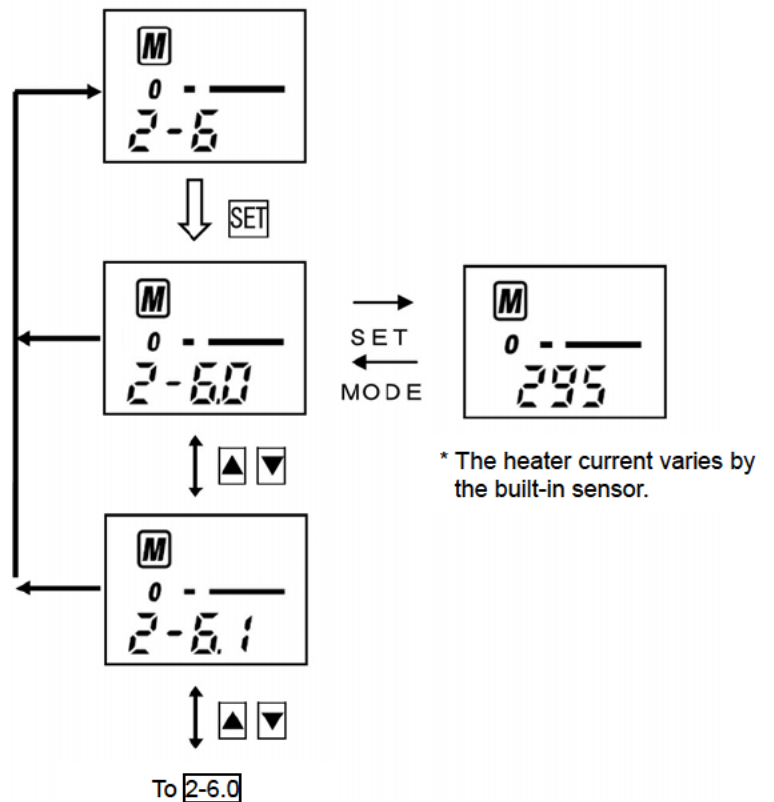 M
0
2-6
SET
M
0
2-6.0
SET
MODE
M
0
295
* The heater current varies by
the built-in sensor.
M
0
2-6.1
To 2-6.0